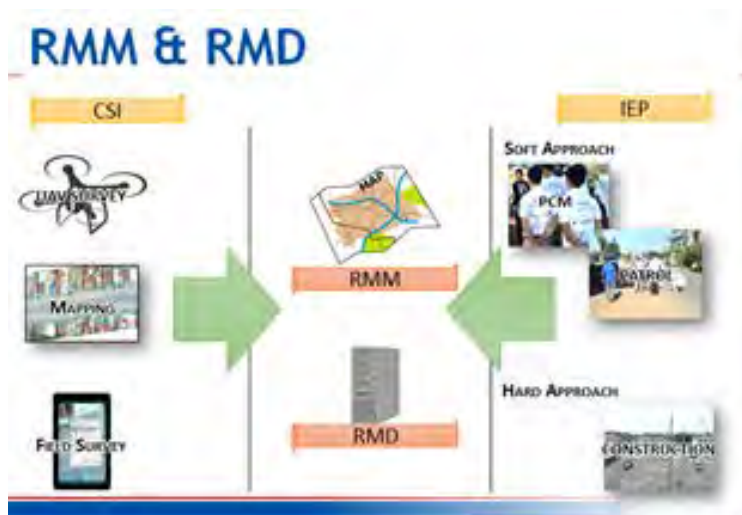 RMM & RMD
CSI
UAV SURVEY
MAPPING
FIELD SURVEY
MAP
RMM
RMD
IEP
SOFT APPROACH
PCM
PATROL
HARD APPROACH
CONSTRUCTION